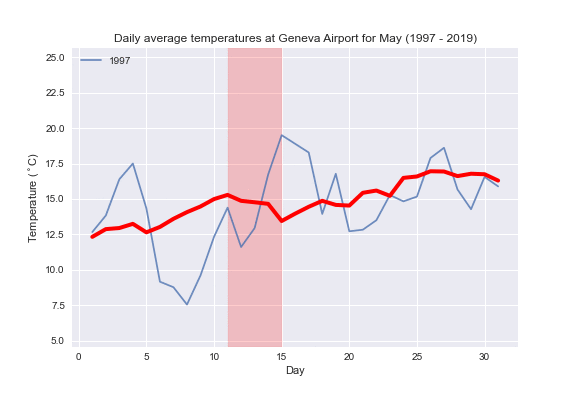 Daily average temperatures at Geneva Airport for May (1997 - 2019)
1997
25.0
22.5
20.0
17.5
15.0
12.5
10.0
7.5
5.0
Temperature (°C)
0 5 10 15 20 25 30
Day